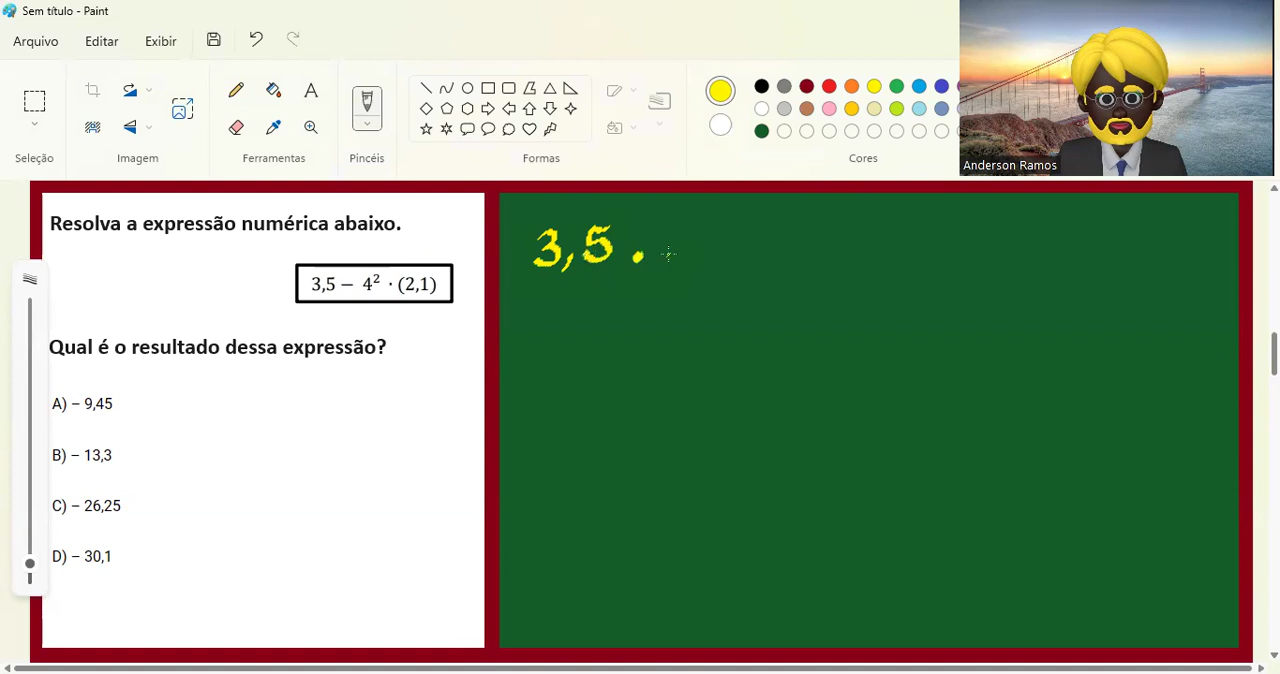 Sem título - Paint
Arquivo Editar Exibir
Seleção Imagem Ferramentas Pincéis Formas Cores
Anderson Ramos
Resolva a expressão numérica abaixo.
3,5 − 4² · (2,1)
Qual é o resultado dessa expressão?
A) − 9,45
B) − 13,3
C) − 26,25
D) − 30,1
3,5 .